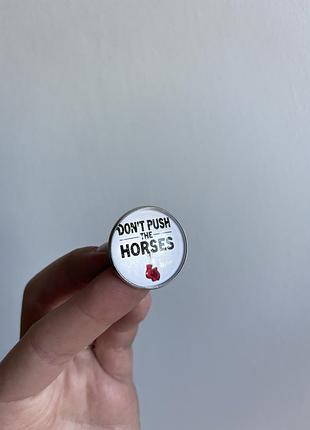 DON'T PUSH
THE
HORSES